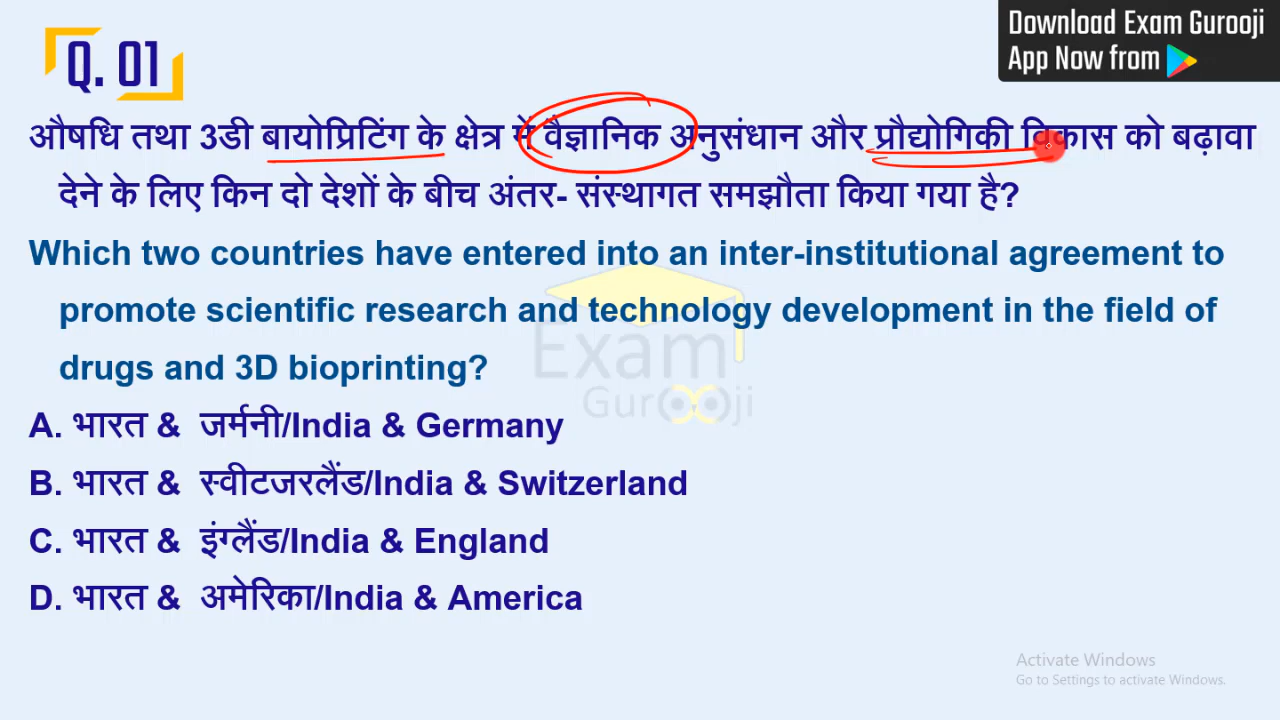 Download Exam Gurooji
App Now from
Q. 01
औषधि तथा 3डी बायोप्रिटिंग के क्षेत्र में वैज्ञानिक अनुसंधान और प्रौद्योगिकी विकास को बढ़ावा
देने के लिए किन दो देशों के बीच अंतर- संस्थागत समझौता किया गया है?
Which two countries have entered into an inter-institutional agreement to
promote scientific research and technology development in the field of
drugs and 3D bioprinting?
Exam
Gurooji
A. भारत & जर्मनी/India & Germany
B. भारत & स्वीटजरलैंड/India & Switzerland
C. भारत & इंग्लैंड/India & England
D. भारत & अमेरिका/India & America
Activate Windows
Go to Settings to activate Windows.